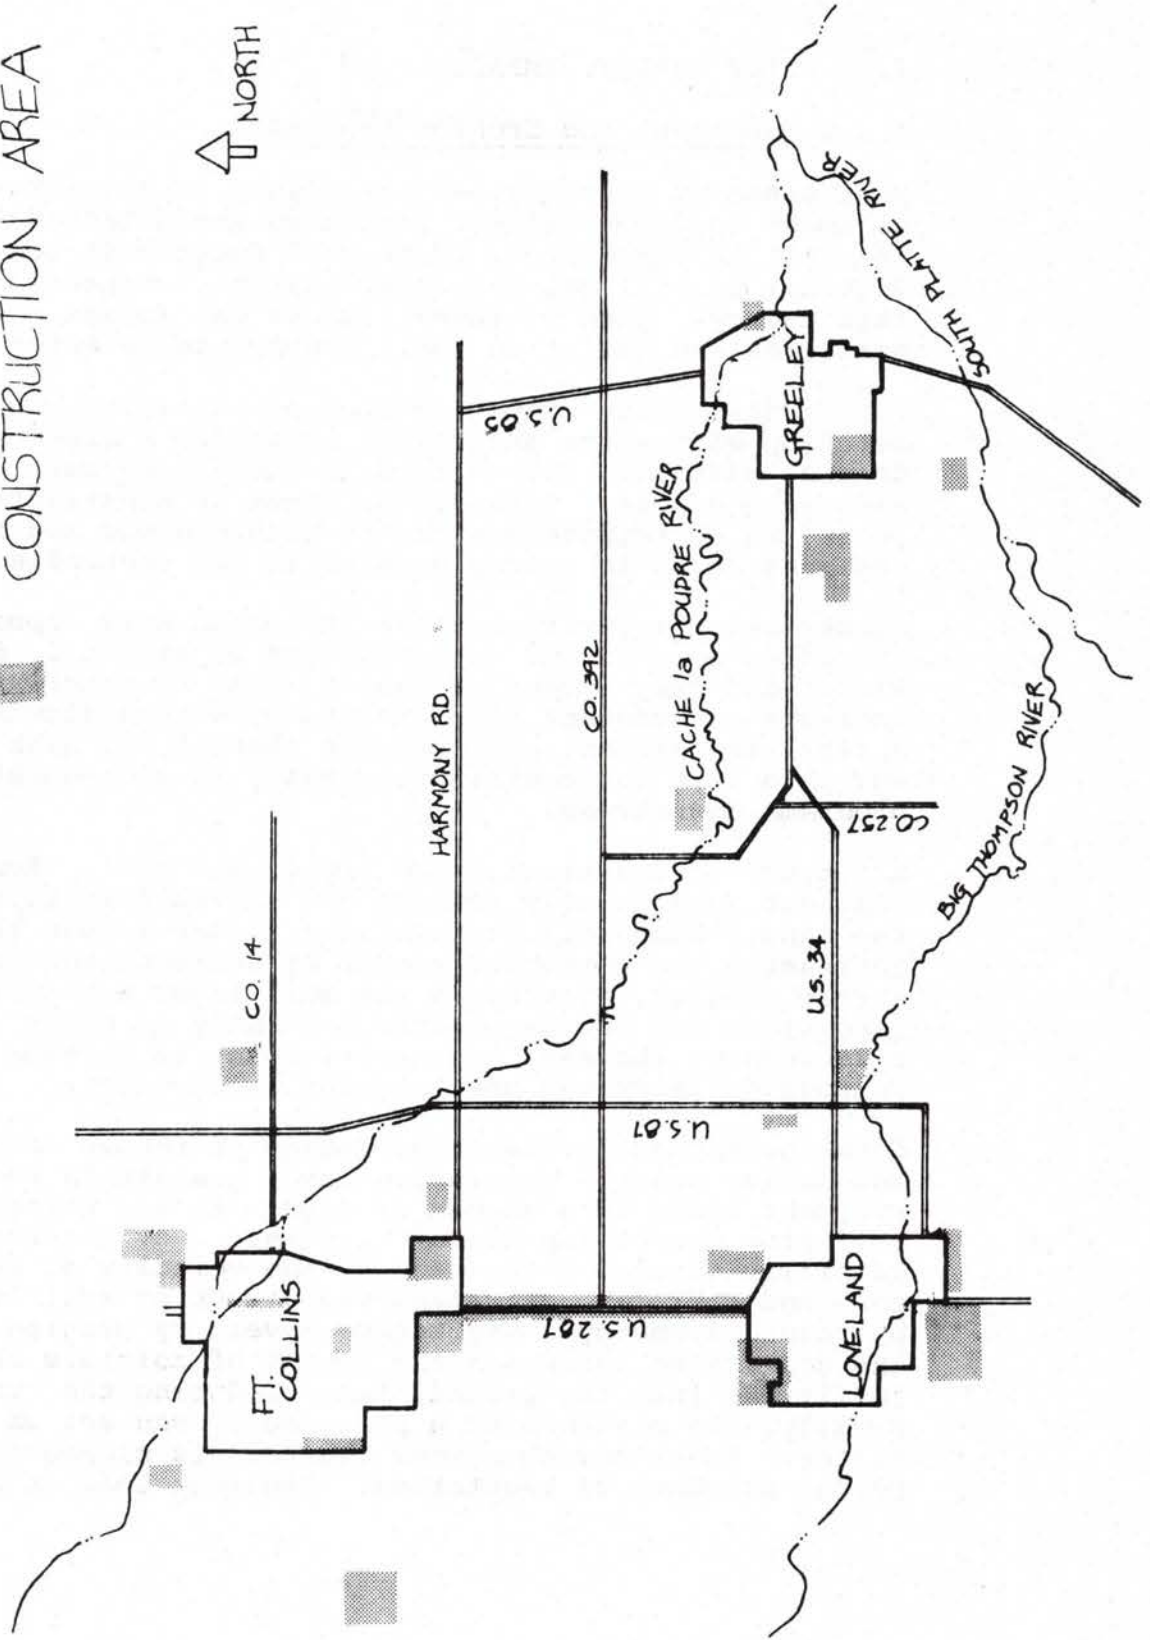 CONSTRUCTION AREA
NORTH
SOUTH PLATTE RIVER
U.S. 85
GREELEY
CACHE la POUDRE RIVER
HARMONY RD.
CO. 392
CO. 257
BIG THOMPSON RIVER
CO. 14
U.S. 34
U.S. 87
FT.
COLLINS
U.S. 287
LOVELAND